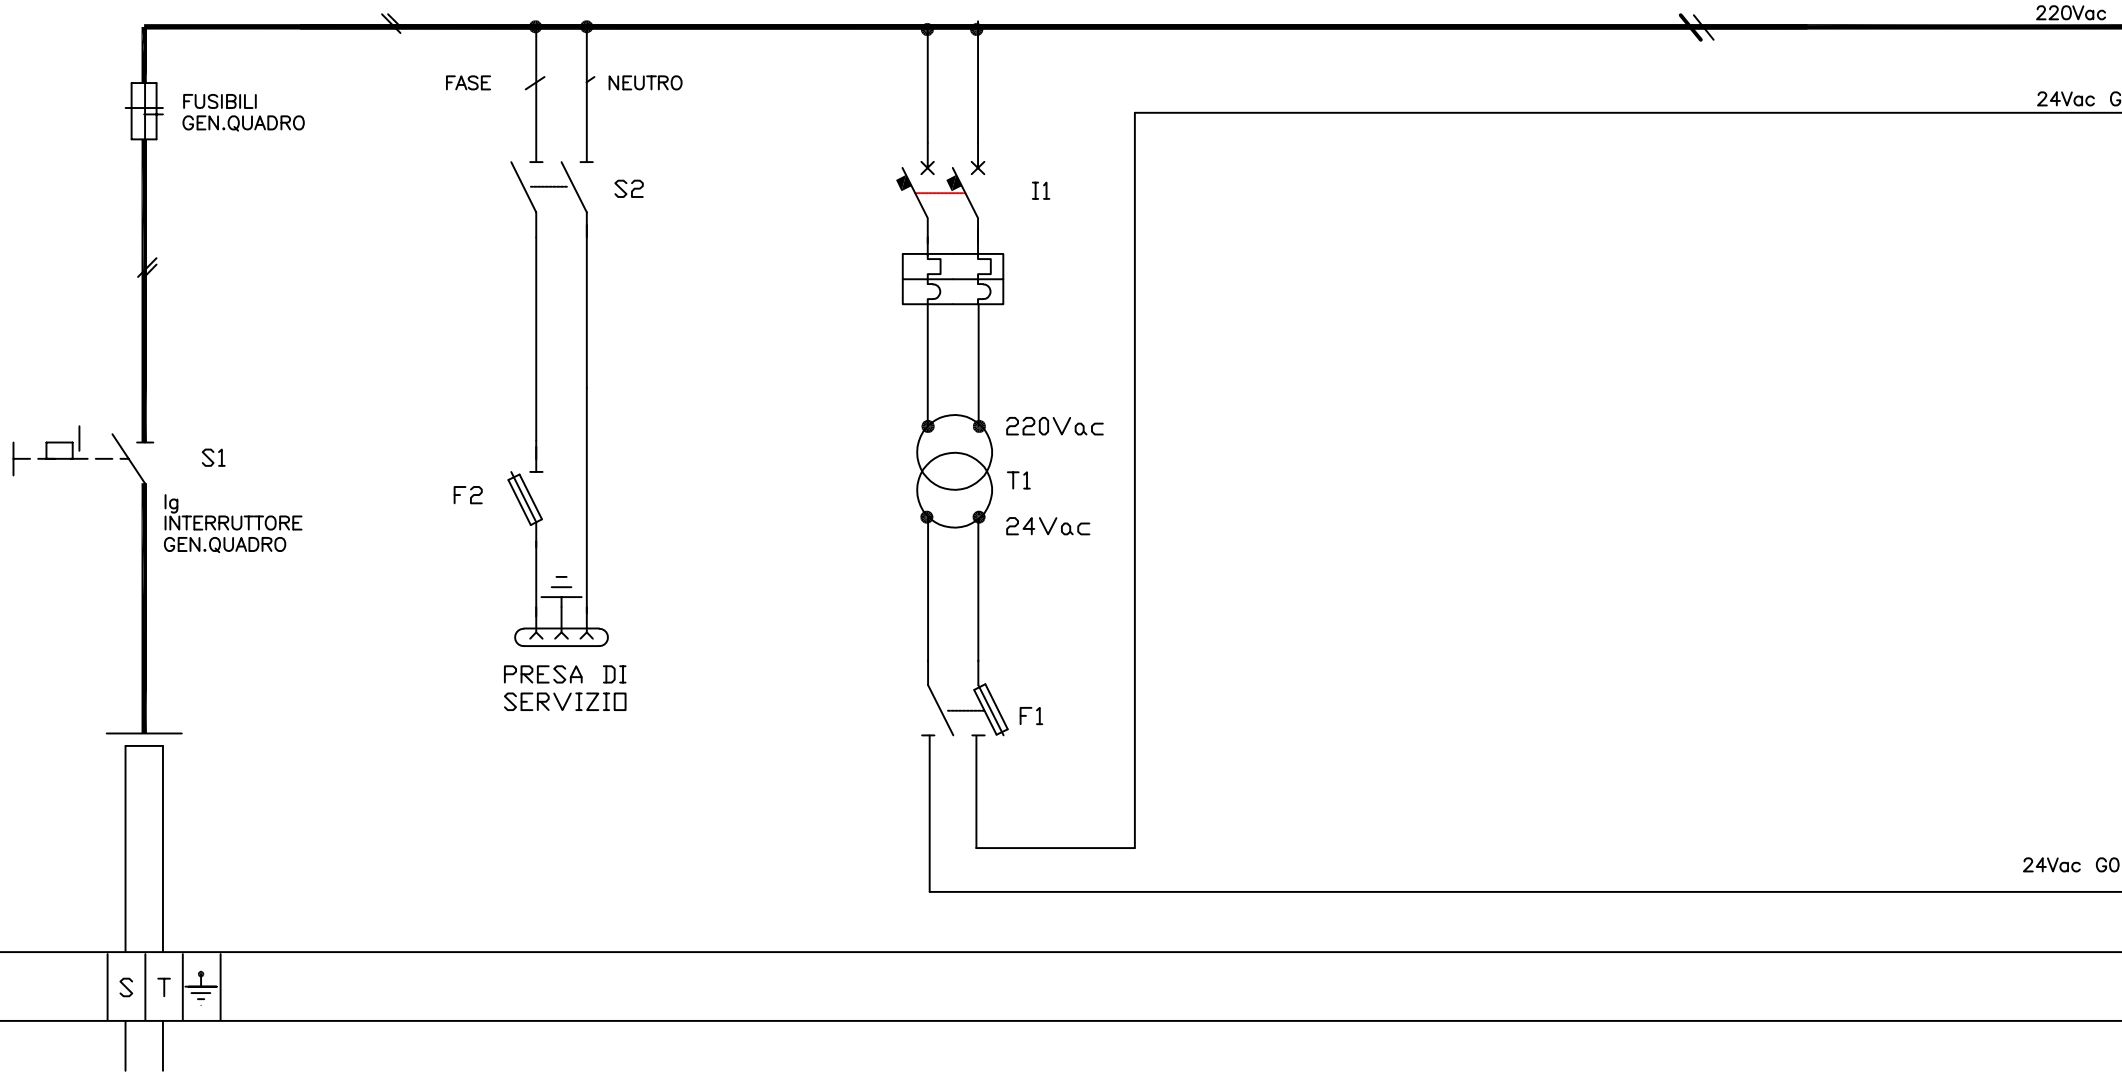 220Vac
FASE
NEUTRO
24Vac G
FUSIBILI
GEN.QUADRO
S2
I1
220Vac
S1
T1
F2
Ig
INTERRUTTORE
GEN.QUADRO
24Vac
PRESA DI
SERVIZIO
F1
24Vac G0
S T